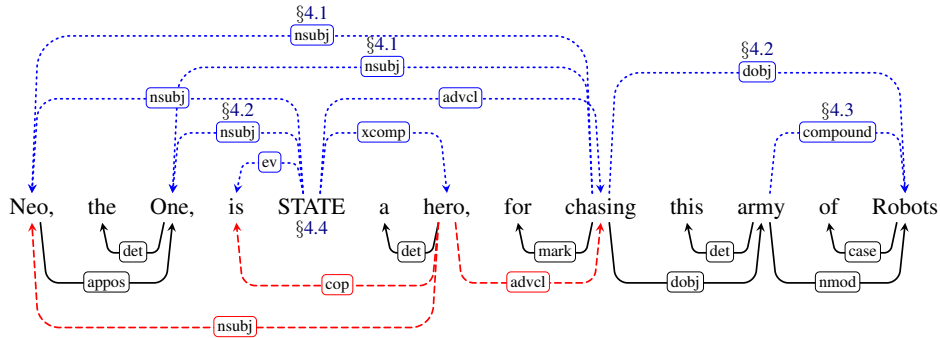 §4.1
nsubj
§4.1
nsubj
§4.2
dobj
nsubj
§4.2
advcl
§4.3
nsubj
xcomp
compound
ev
Neo, the One, is STATE a hero, for chasing this army of Robots
§4.4
det det mark det case
appos cop advcl dobj nmod
nsubj